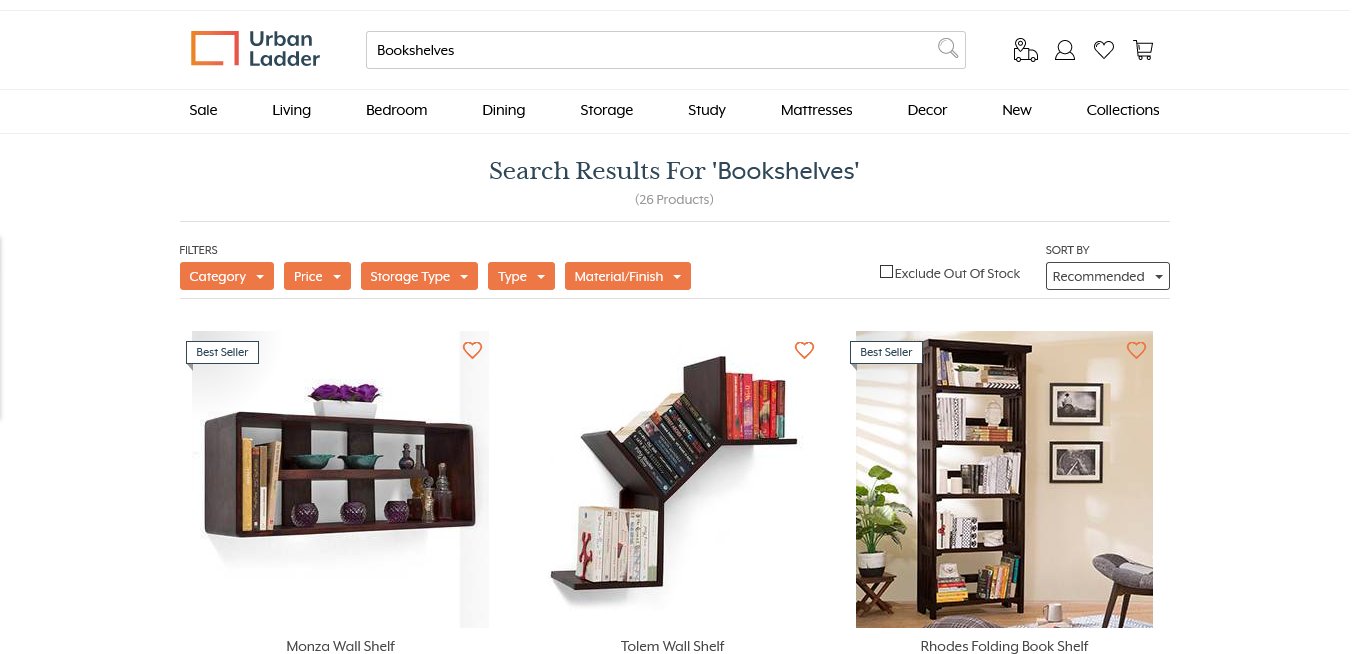 Urban
Ladder
Bookshelves
Sale Living Bedroom Dining Storage Study Mattresses Decor New Collections
Search Results For 'Bookshelves'
(26 Products)
FILTERS
SORT BY
Category Price Storage Type Type Material/Finish
Exclude Out Of Stock
Recommended
Best Seller
Best Seller
Monza Wall Shelf
Tolem Wall Shelf
Rhodes Folding Book Shelf